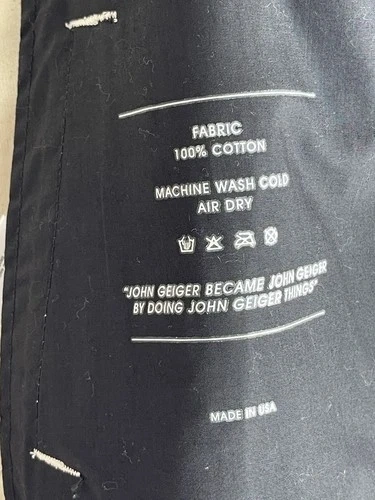 FABRIC
100% COTTON
MACHINE WASH COLD
AIR DRY
"JOHN GEIGER BECAME JOHN GEIGER
BY DOING JOHN GEIGER THINGS"
MADE IN USA